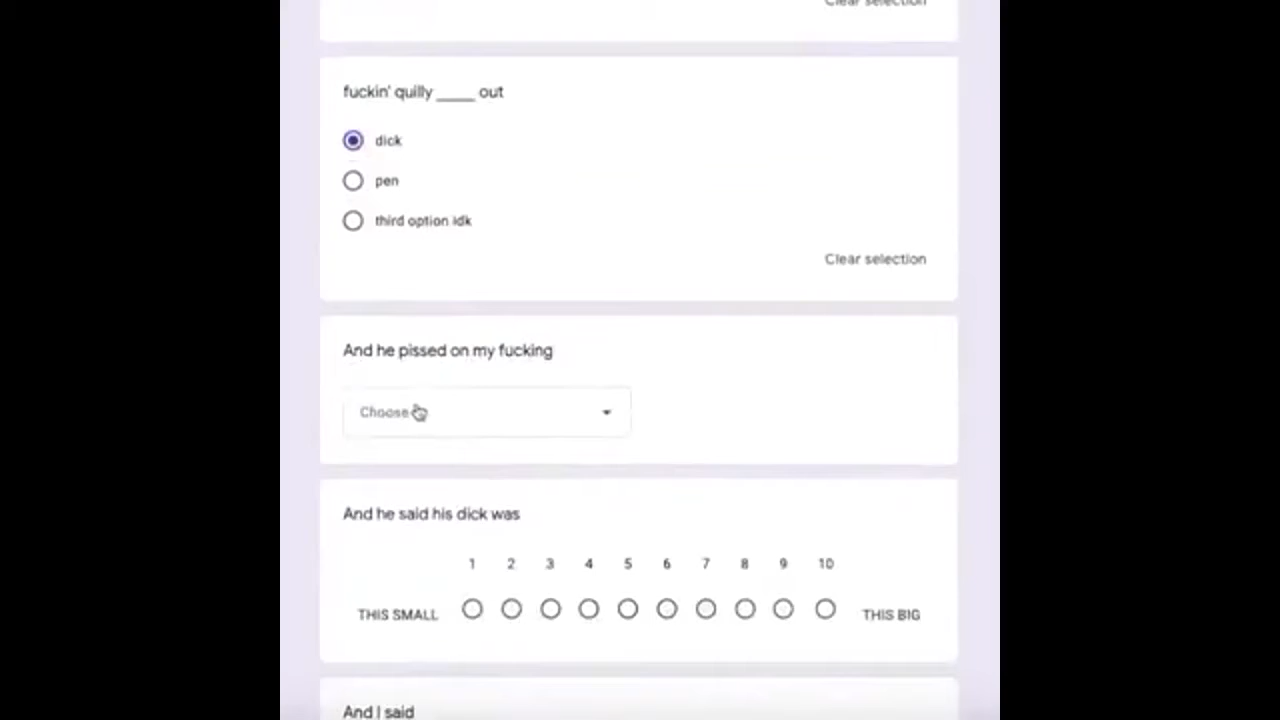 Clear selection
fuckin' quilly _____ out
dick
pen
third option idk
Clear selection
And he pissed on my fucking
Choose
And he said his dick was
1 2 3 4 5 6 7 8 9 10
THIS SMALL THIS BIG
And I said